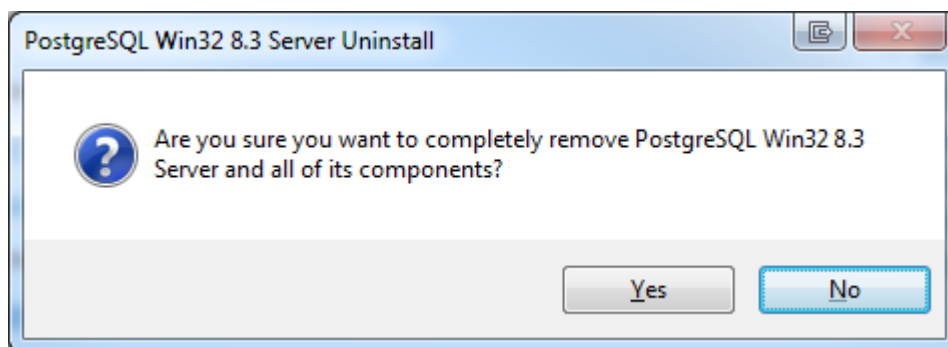 PostgreSQL Win32 8.3 Server Uninstall
Are you sure you want to completely remove PostgreSQL Win32 8.3
Server and all of its components?
Yes
No